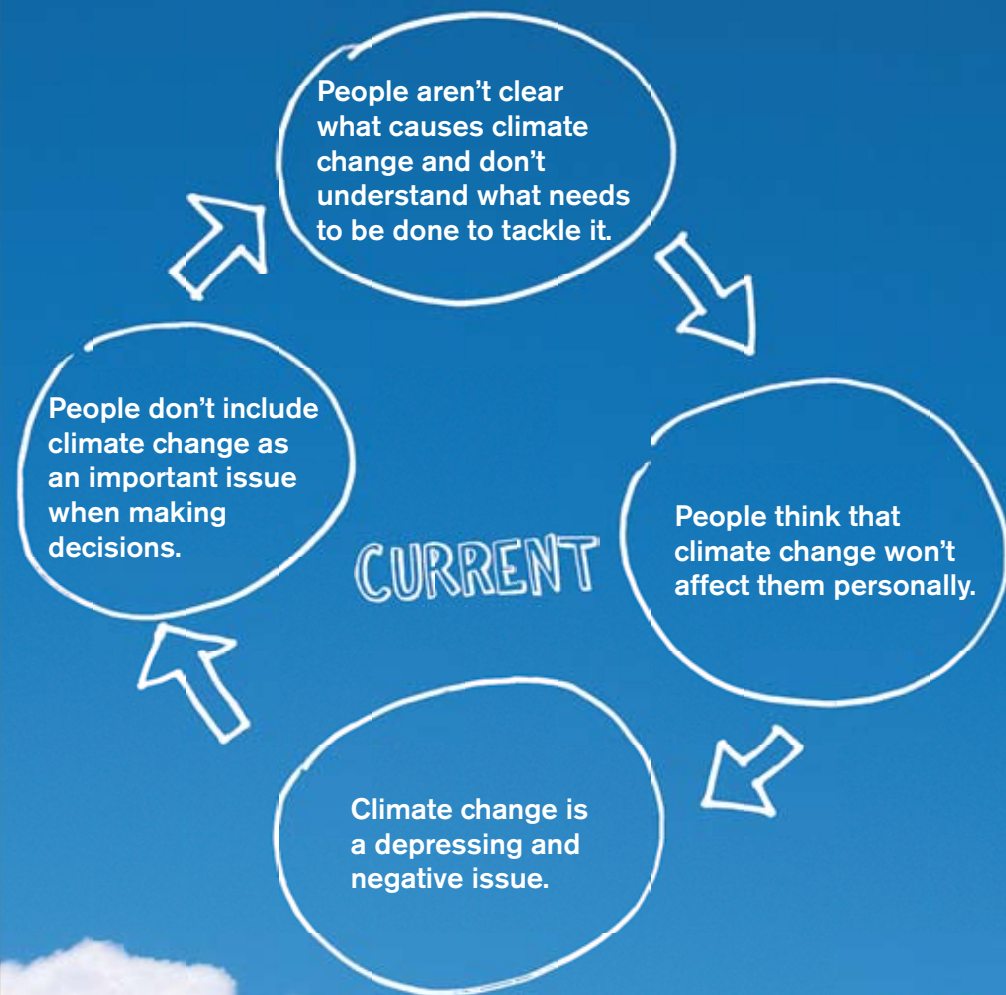 People aren't clear
what causes climate
change and don't
understand what needs
to be done to tackle it.
People think that
climate change won't
affect them personally.
Climate change is
a depressing and
negative issue.
People don't include
climate change as
an important issue
when making
decisions.
CURRENT